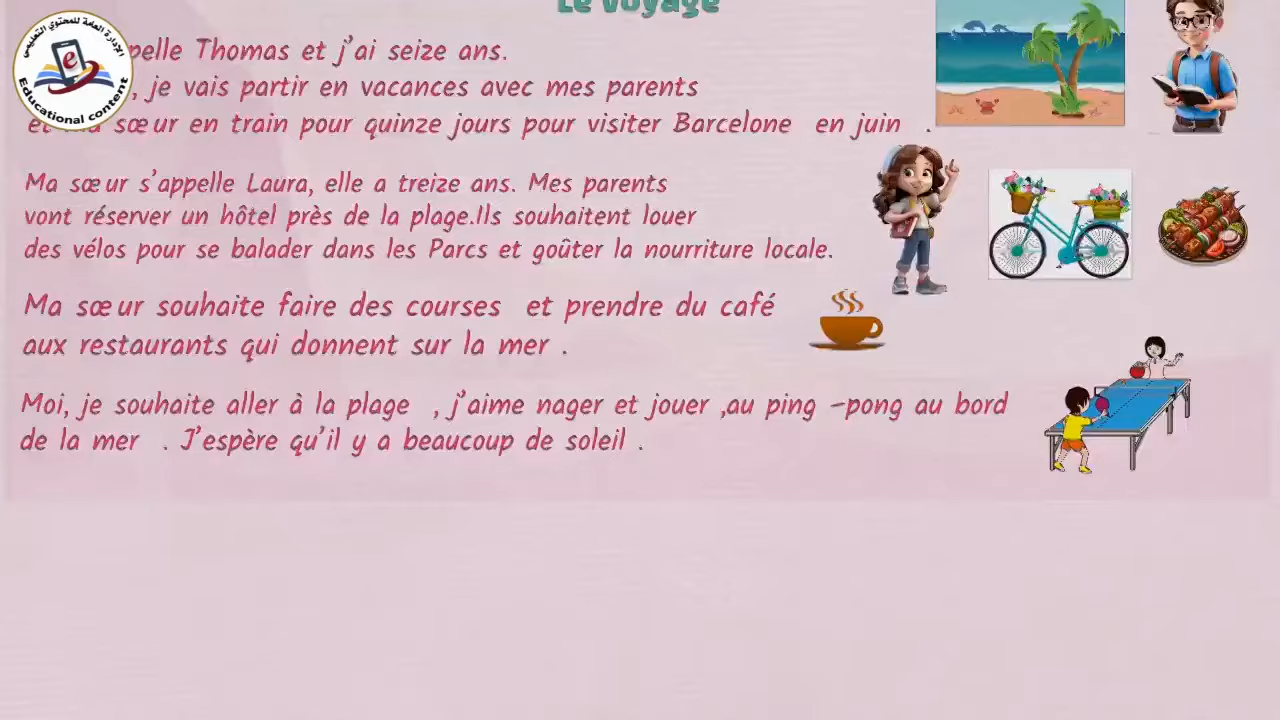 Le Voyage
الإدارة العامة للمحتوي التعليمي
e
Educational content
Thomas et j'ai seize ans.
, je vais partir en vacances avec mes parents
et sœur en train pour quinze jours pour visiter Barcelone en juin .
Ma sœur s'appelle Laura, elle a treize ans. Mes parents
vont réserver un hôtel près de la plage.Ils souhaitent louer
des vélos pour se balader dans les Parcs et goûter la nourriture locale.
Ma sœur souhaite faire des courses et prendre du café
aux restaurants qui donnent sur la mer .
Moi, je souhaite aller à la plage , j'aime nager et jouer ,au ping –pong au bord
de la mer . J'espère qu'il y a beaucoup de soleil .